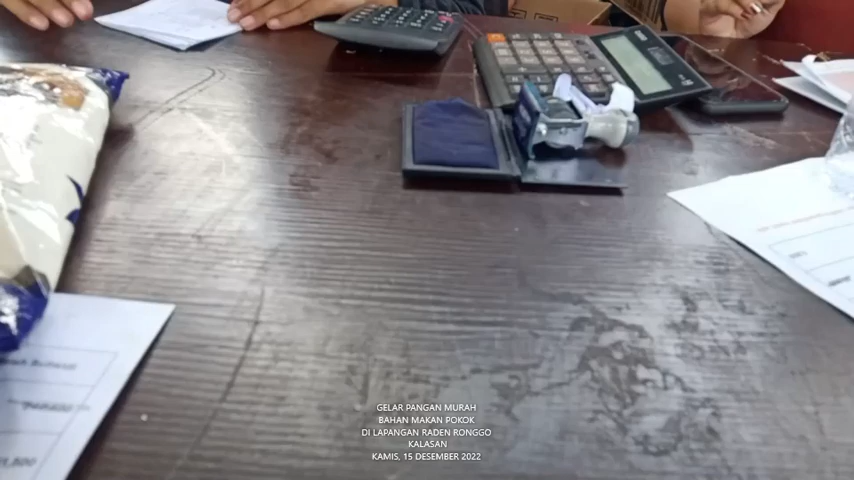 GELAR PANGAN MURAH
BAHAN MAKAN POKOK
DI LAPANGAN RADEN RONGGO
KALASAN
KAMIS, 15 DESEMBER 2022